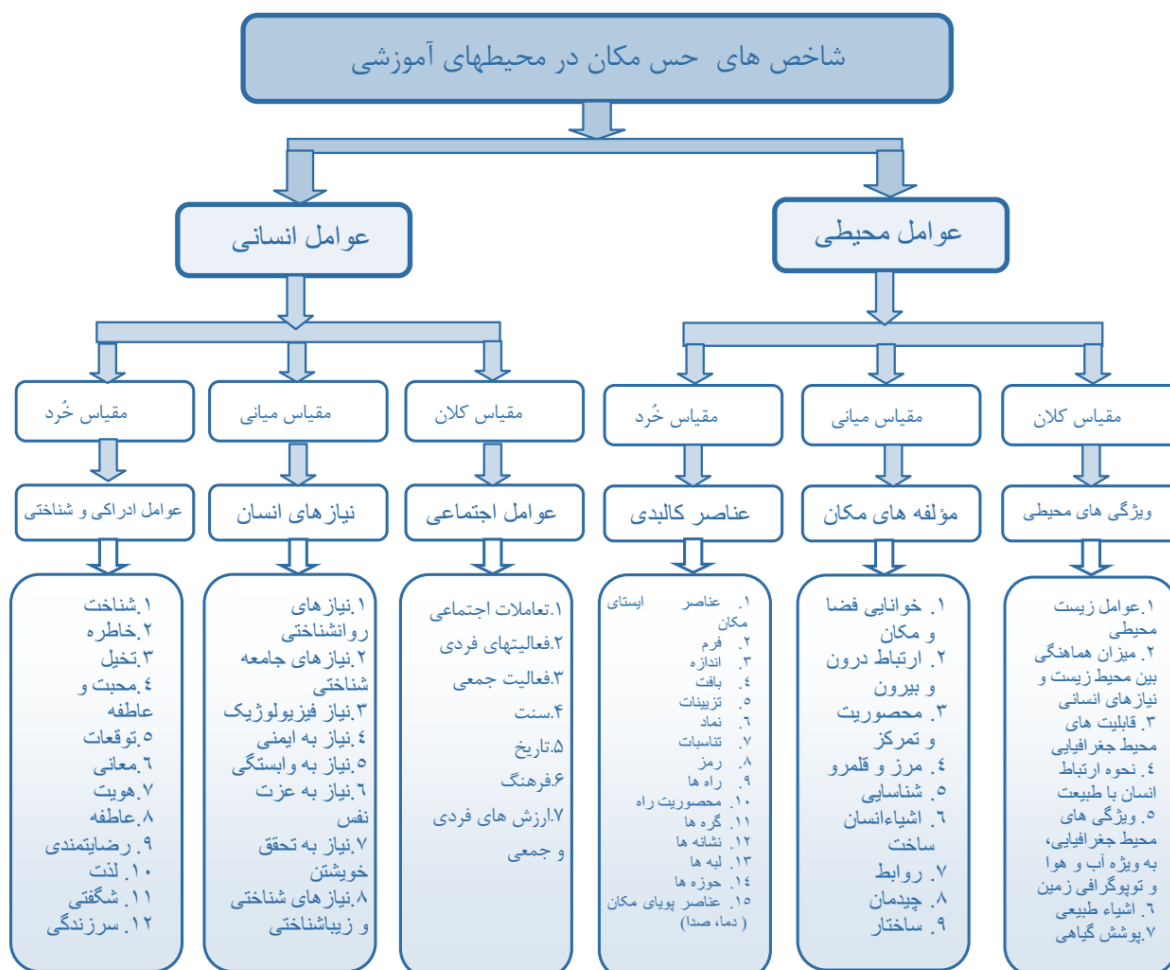 شاخص های حس مکان در محیطهای آموزشی
عوامل محیطی
عوامل انسانی
مقیاس کلان
مقیاس میانی
مقیاس خُرد
مقیاس کلان
مقیاس میانی
مقیاس خُرد
ویژگی های محیطی
مؤلفه های مکان
عناصر کالبدی
عوامل اجتماعی
نیازهای انسان
عوامل ادراکی و شناختی
۱.عوامل زیست
محیطی
۲. میزان هماهنگی
بین محیط زیست و
نیازهای انسانی
۳. قابلیت های
محیط جغرافیایی
۴. نحوه ارتباط
انسان با طبیعت
۵. ویژگی های
محیط جغرافیایی،
به ویژه آب و هوا
و توپوگرافی زمین
۶. اشیاء طبیعی
۷.پوشش گیاهی
۱. خوانایی فضا
و مکان
۲. ارتباط درون
و بیرون
۳. محصوریت
و تمرکز
۴. مرز و قلمرو
۵. شناسایی
۶. اشیاءانسان
ساخت
۷. روابط
۸. چیدمان
۹. ساختار
۱. عناصر ایستای
مکان
۲. فرم
۳. اندازه
۴. بافت
۵. تزیینات
۶. نماد
۷. تناسبات
۸. رمز
۹. راه ها
۱۰. محصوریت راه
۱۱. گره ها
۱۲. نشانه ها
۱۳. لبه ها
۱۴. حوزه ها
۱۵. عناصر پویای مکان
( دما، صدا)
۱.تعاملات اجتماعی
۲.فعالیتهای فردی
۳.فعالیت جمعی
۴.سنت
۵.تاریخ
۶.فرهنگ
۷.ارزش های فردی
و جمعی
۱.نیازهای
روانشناختی
۲.نیازهای جامعه
شناختی
۳.نیاز فیزیولوژیک
۴.نیاز به ایمنی
۵.نیاز به وابستگی
۶.نیاز به عزت
نفس
۷.نیاز به تحقق
خویشتن
۸.نیازهای شناختی
و زیباشناختی
۱.شناخت
۲.خاطره
۳.تخیل
۴.محبت و
عاطفه
۵.توقعات
۶.معانی
۷.هویت
۸.عاطفه
۹. رضایتمندی
۱۰. لذت
۱۱. شگفتی
۱۲. سرزندگی